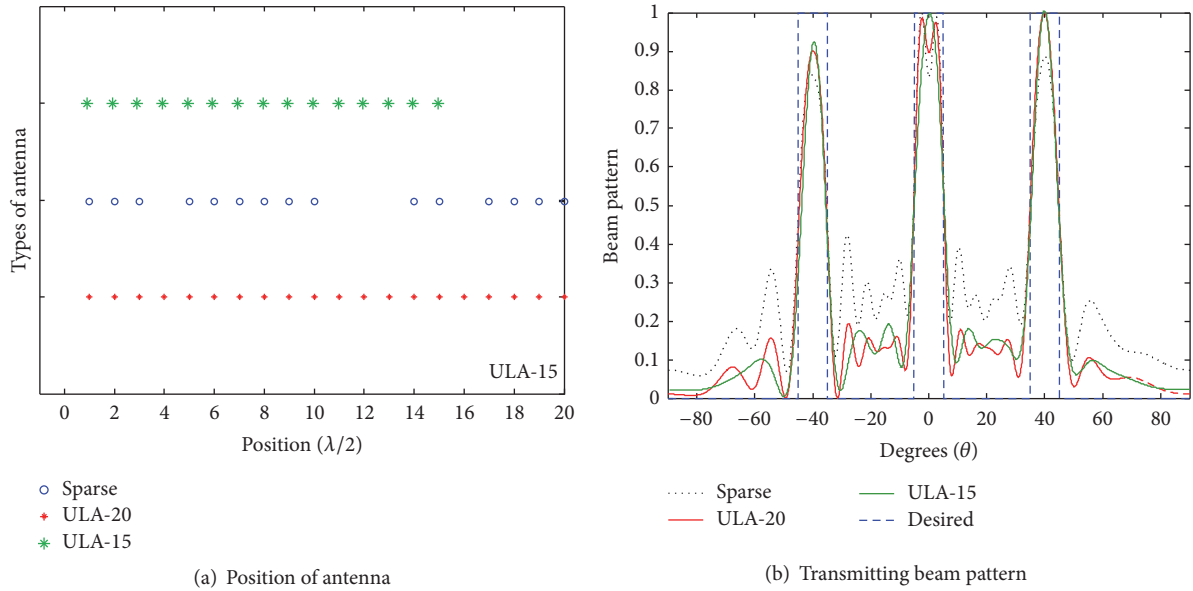 Types of antenna
ULA-15
0 2 4 6 8 10 12 14 16 18 20
Position (λ/2)
Sparse
ULA-20
ULA-15
(a) Position of antenna
1
0.9
0.8
0.7
0.6
0.5
0.4
0.3
0.2
0.1
0
Beam pattern
−80 −60 −40 −20 0 20 40 60 80
Degrees (θ)
Sparse
ULA-20
ULA-15
Desired
(b) Transmitting beam pattern